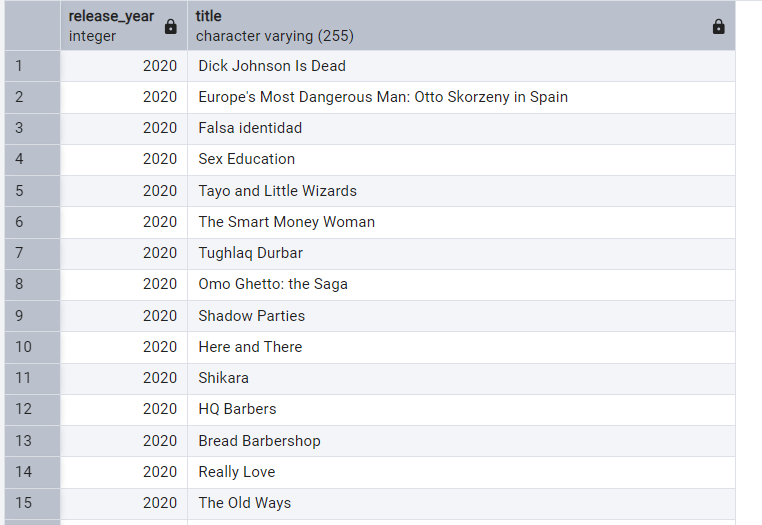 release_year title
integer character varying (255)
1 2020 Dick Johnson Is Dead
2 2020 Europe's Most Dangerous Man: Otto Skorzeny in Spain
3 2020 Falsa identidad
4 2020 Sex Education
5 2020 Tayo and Little Wizards
6 2020 The Smart Money Woman
7 2020 Tughlaq Durbar
8 2020 Omo Ghetto: the Saga
9 2020 Shadow Parties
10 2020 Here and There
11 2020 Shikara
12 2020 HQ Barbers
13 2020 Bread Barbershop
14 2020 Really Love
15 2020 The Old Ways